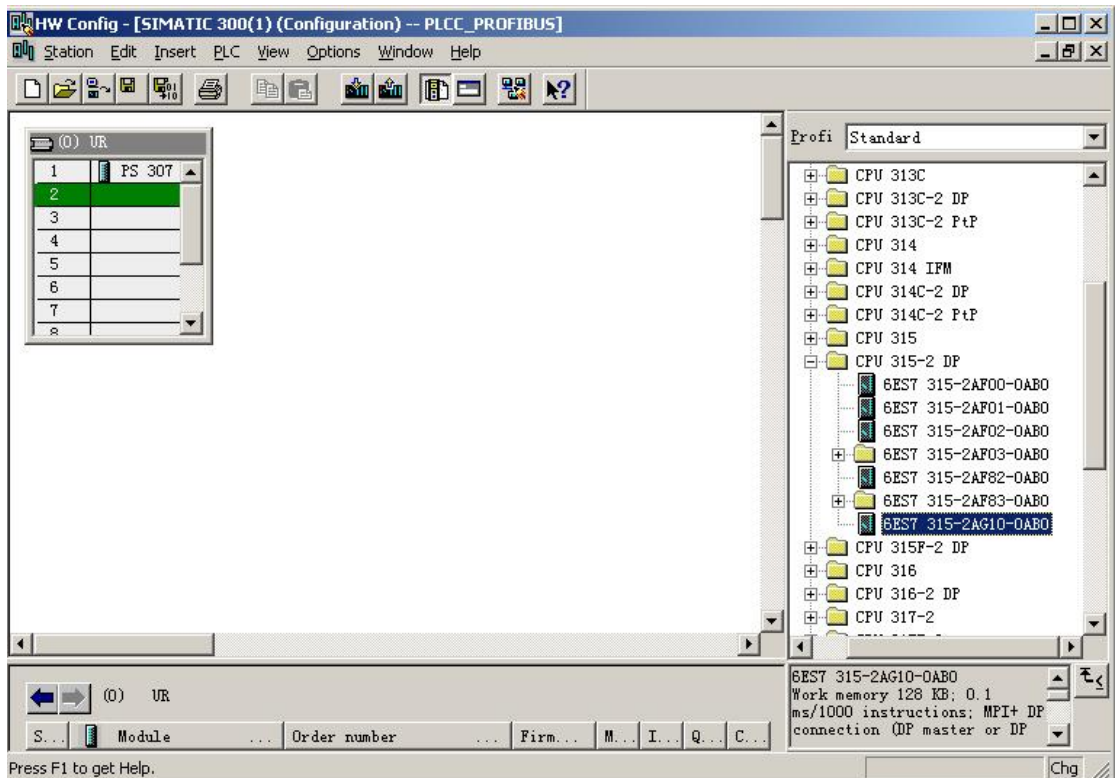 HW Config - [SIMATIC 300(1) (Configuration) -- PLCC_PROFIBUS]
Station Edit Insert PLC View Options Window Help
(0) UR
1 PS 307
2
3
4
5
6
7
8
Profi Standard
CPU 313C
CPU 313C-2 DP
CPU 313C-2 PtP
CPU 314
CPU 314 IFM
CPU 314C-2 DP
CPU 314C-2 PtP
CPU 315
CPU 315-2 DP
6ES7 315-2AF00-0AB0
6ES7 315-2AF01-0AB0
6ES7 315-2AF02-0AB0
6ES7 315-2AF03-0AB0
6ES7 315-2AF82-0AB0
6ES7 315-2AF83-0AB0
6ES7 315-2AG10-0AB0
CPU 315F-2 DP
CPU 316
CPU 316-2 DP
CPU 317-2
(0) UR
S... Module ... Order number ... Firm... M... I... Q... C...
6ES7 315-2AG10-0AB0
Work memory 128 KB; 0.1
ms/1000 instructions; MPI+ DP
connection (DP master or DP
Press F1 to get Help.
Chg